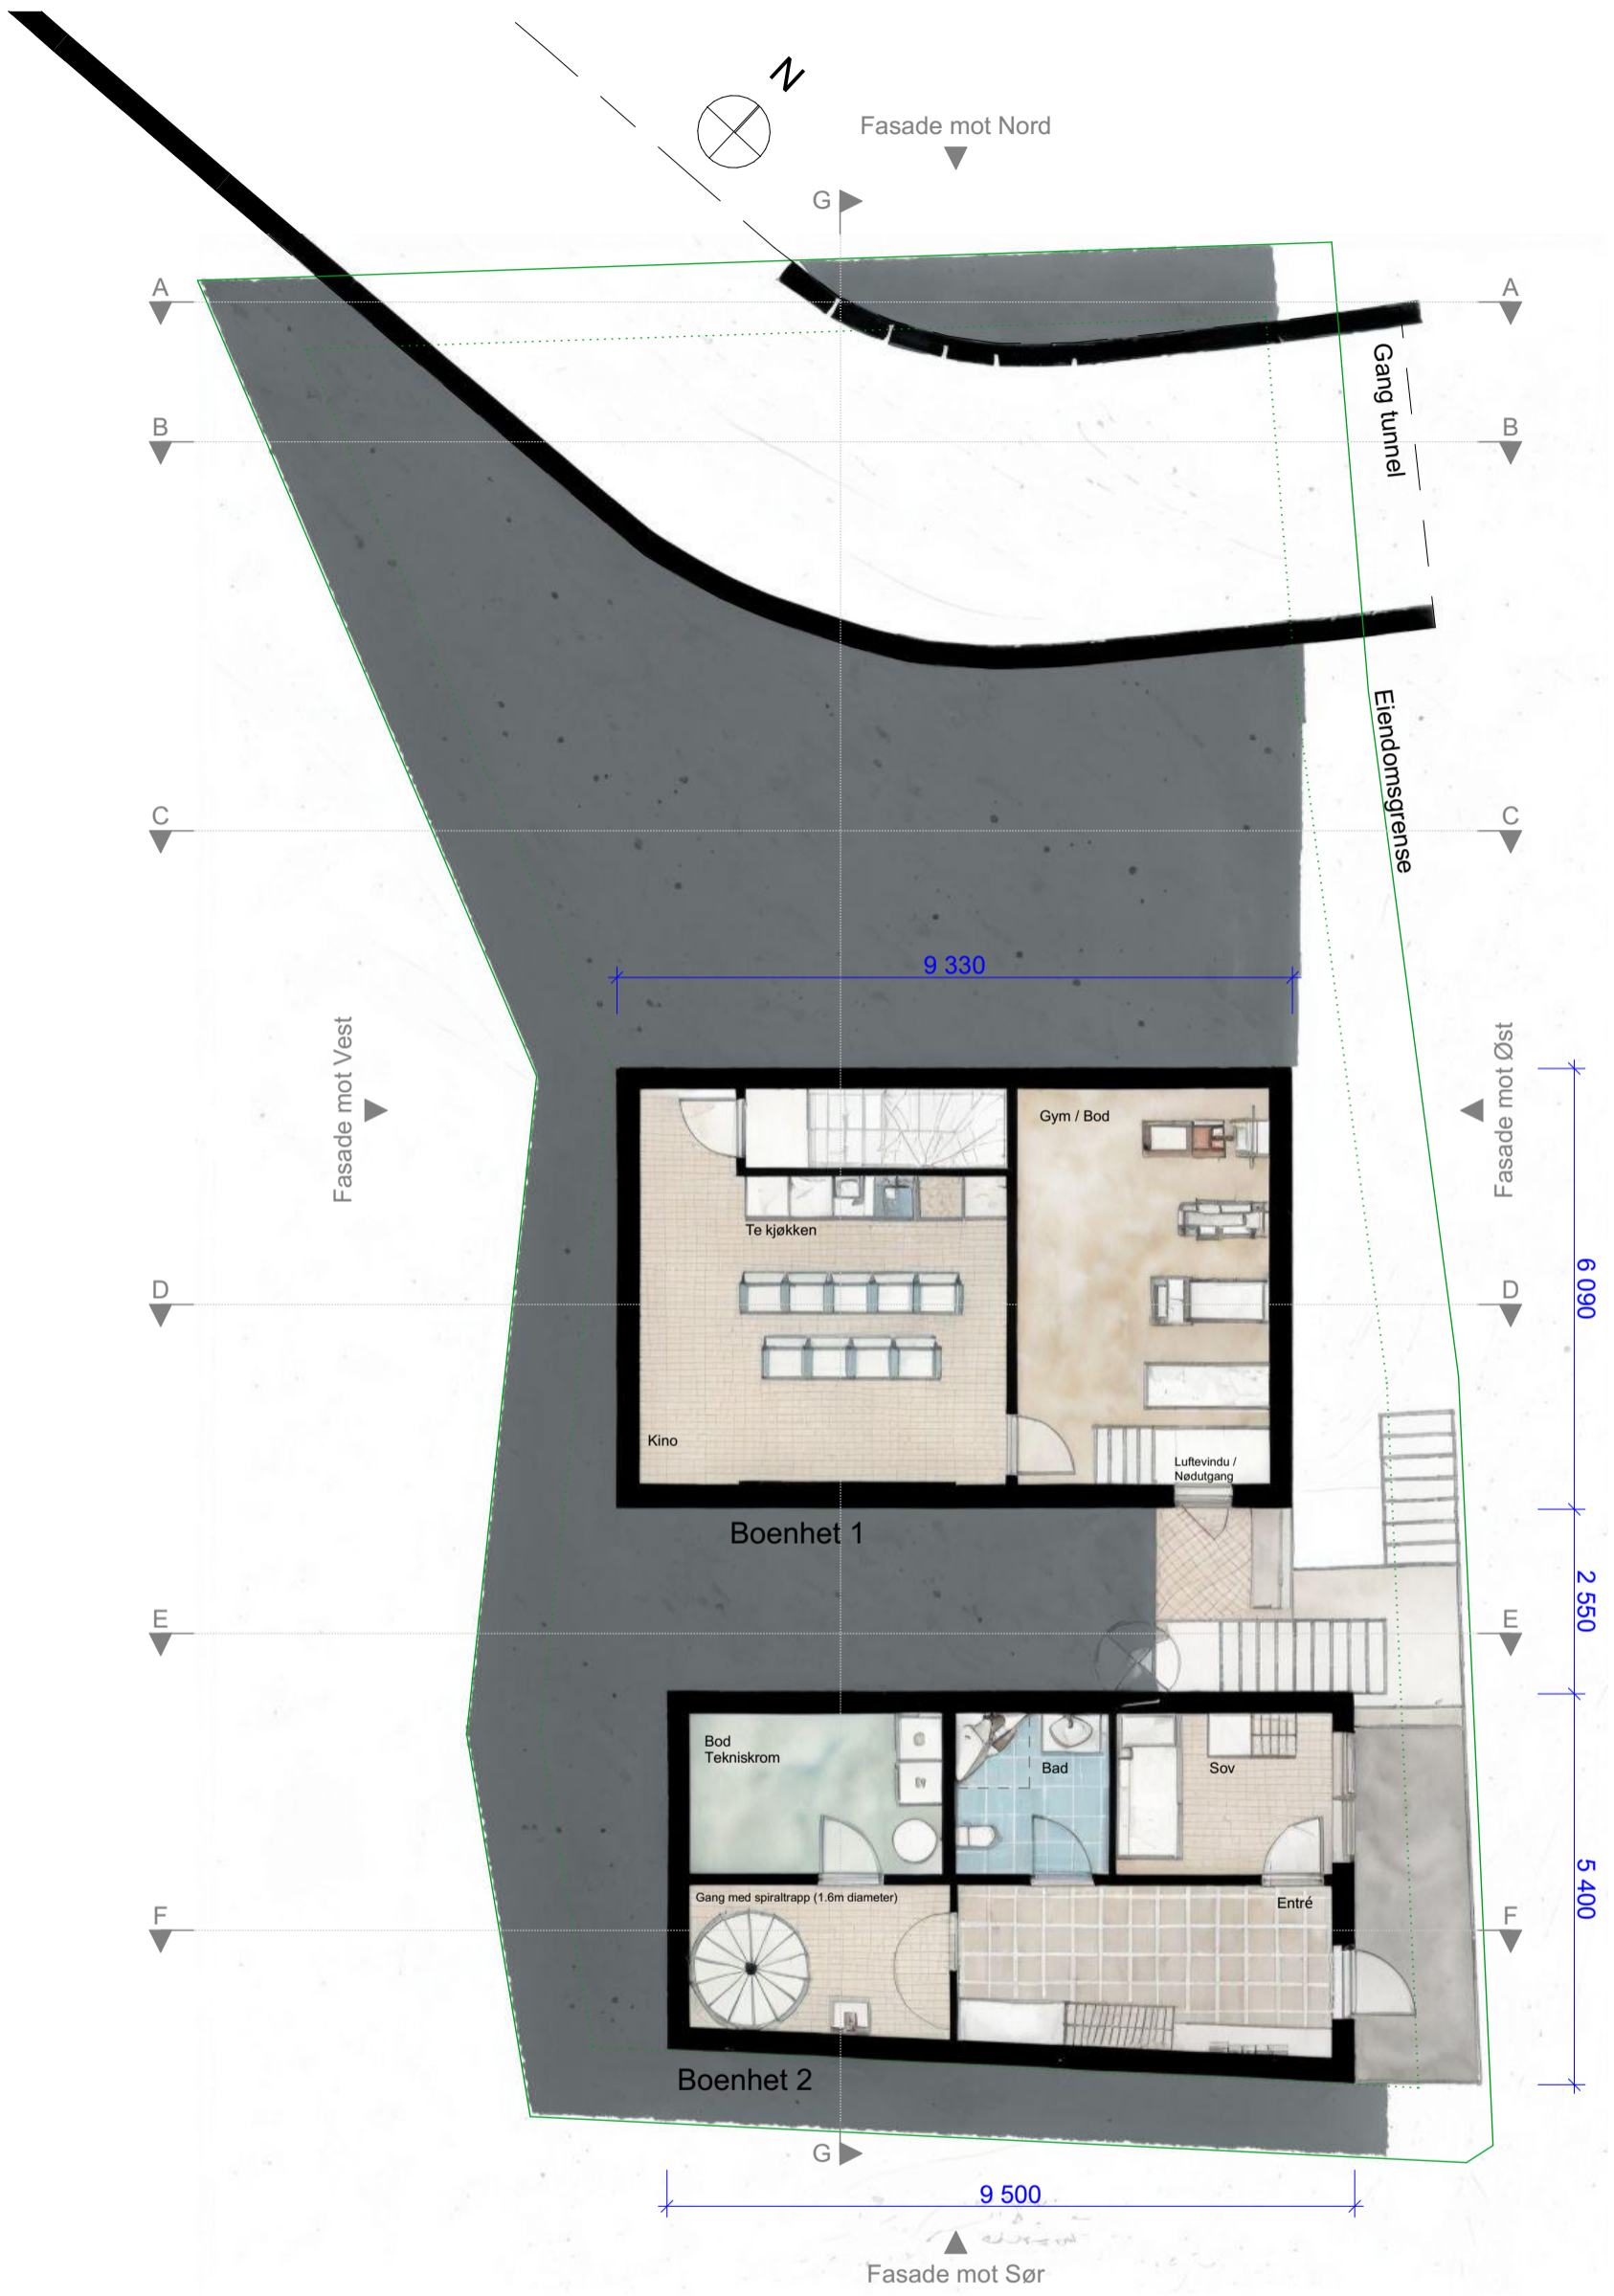 N
Fasade mot Nord
G
A
A
Gang tunnel
B
B
Eiendomsgrense
C
C
9 330
Fasade mot Vest
Fasade mot Øst
Gym / Bod
Te kjøkken
6 090
D
D
Kino
Luftevindu /
Nødutgang
Boenhet 1
2 550
E
E
Bod
Tekniskrom
Bad
Sov
5 400
Gang med spiraltrapp (1.6m diameter)
Entré
F
F
Boenhet 2
G
9 500
Fasade mot Sør